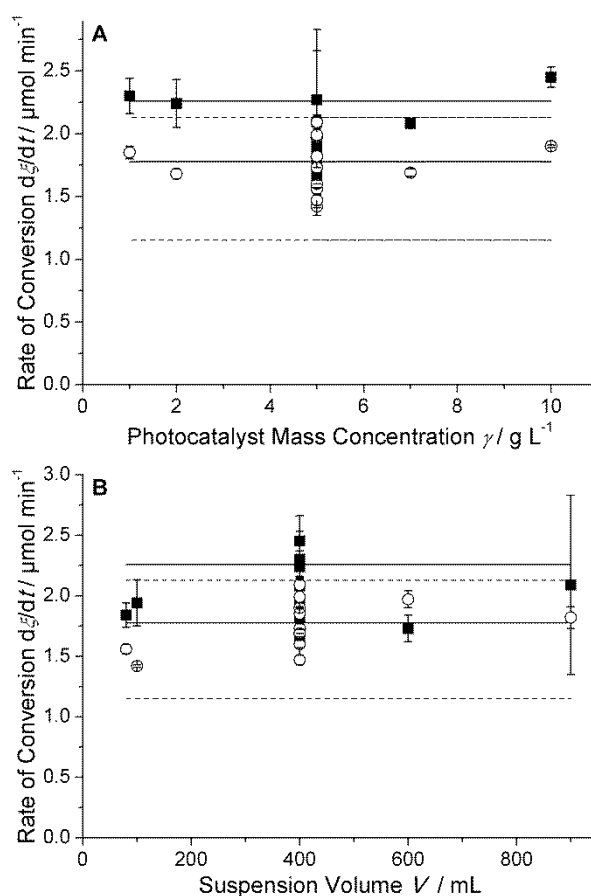 A
Rate of Conversion dξ/dt / μmol min⁻¹
2.5
2.0
1.5
1.0
0.5
0.0
0 2 4 6 8 10
Photocatalyst Mass Concentration γ / g L⁻¹
B
Rate of Conversion dξ/dt / μmol min⁻¹
3.0
2.5
2.0
1.5
1.0
0.5
0.0
0 200 400 600 800
Suspension Volume V / mL